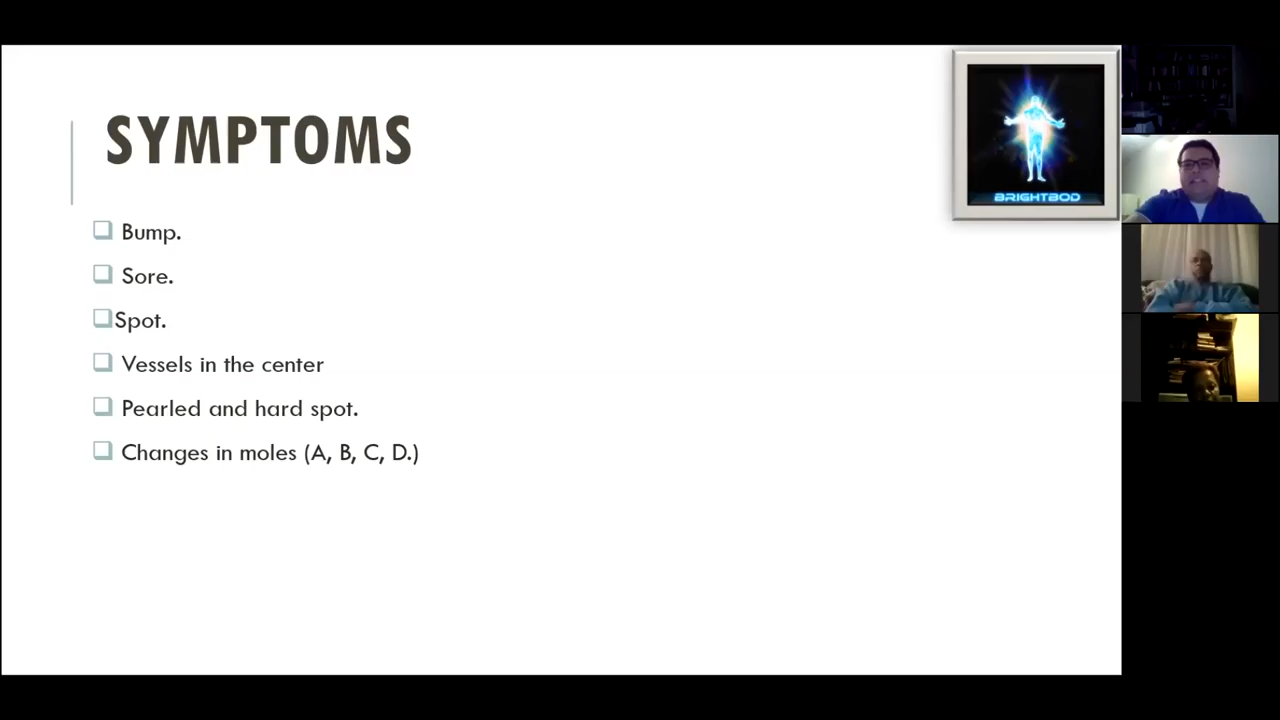 SYMPTOMS
BRIGHTBOD
Bump.
Sore.
Spot.
Vessels in the center
Pearled and hard spot.
Changes in moles (A, B, C, D.)